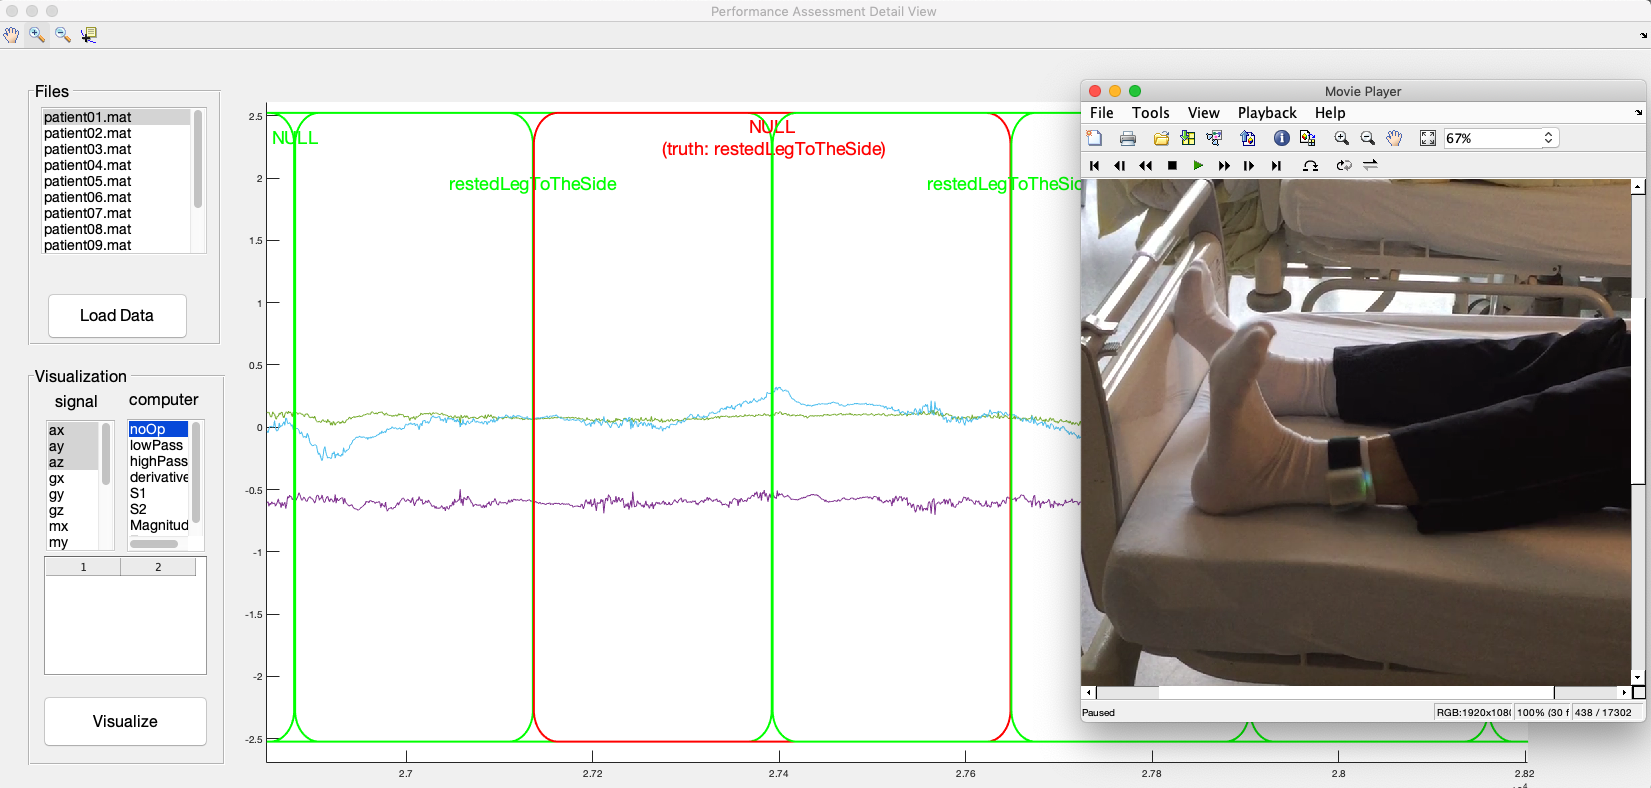 Performance Assessment Detail View
Files
patient01.mat
patient02.mat
patient03.mat
patient04.mat
patient05.mat
patient06.mat
patient07.mat
patient08.mat
patient09.mat
Load Data
Visualization
signal
computer
ax
ay
az
gx
gy
gz
mx
my
noOp
lowPass
highPass
derivative
S1
S2
Magnitud
1 2
Visualize
2.5
2
1.5
1
0.5
0
-0.5
-1
-1.5
-2
-2.5
NULL
restedLegToTheSide
NULL
(truth: restedLegToTheSide)
restedLegToTheSid
2.7 2.72 2.74 2.76 2.78 2.8 2.82
Movie Player
File Tools View Playback Help
67%
Paused
RGB:1920x108 100% (30 f 438 / 17302